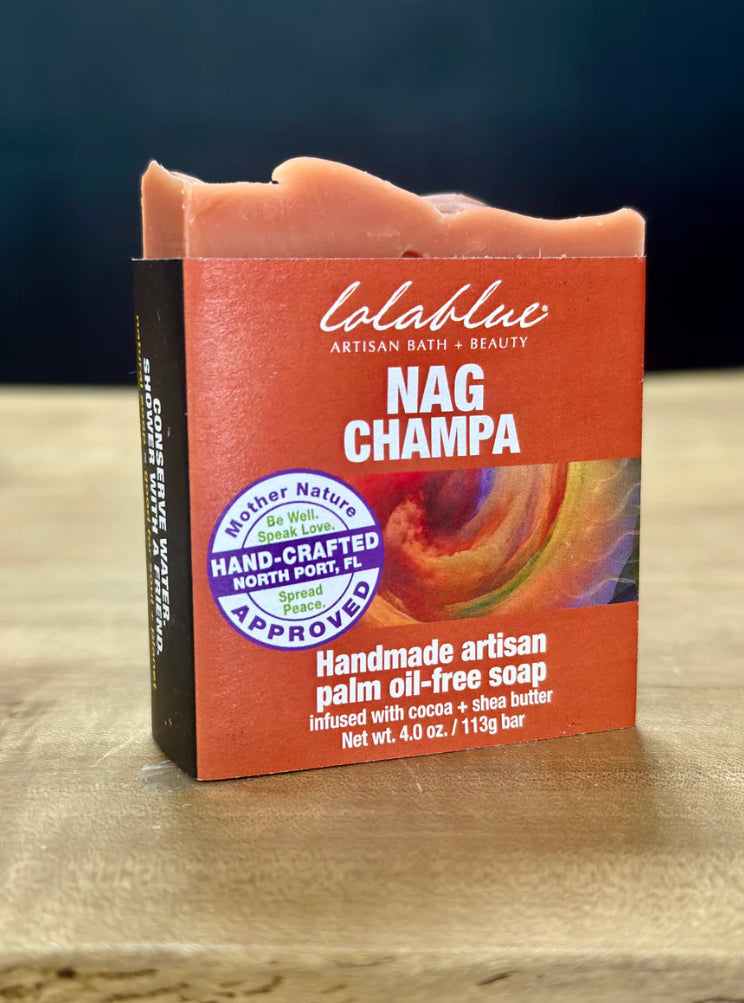 lolablue®
ARTISAN BATH + BEAUTY
NAG
CHAMPA
Mother Nature
Be Well.
Speak Love.
HAND-CRAFTED
NORTH PORT, FL
Spread
Peace.
APPROVED
Handmade artisan
palm oil-free soap
infused with cocoa + shea butter
Net wt. 4.0 oz. / 113g bar
CONSERVE WATER.
SHOWER WITH A FRIEND.